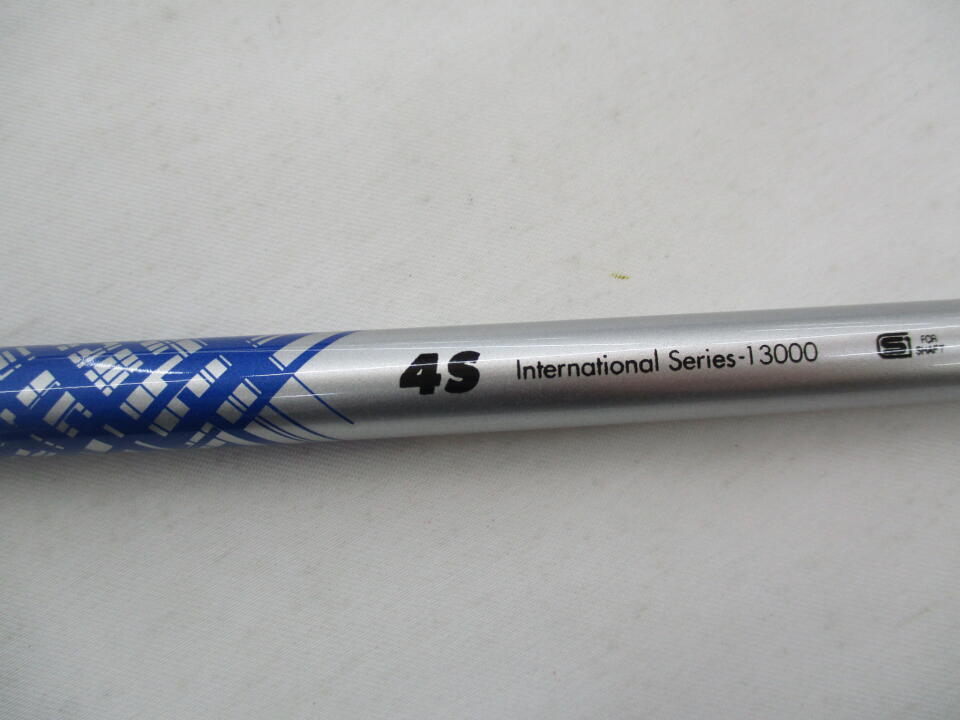 4S International Series-13000
S FOR
SHAFT